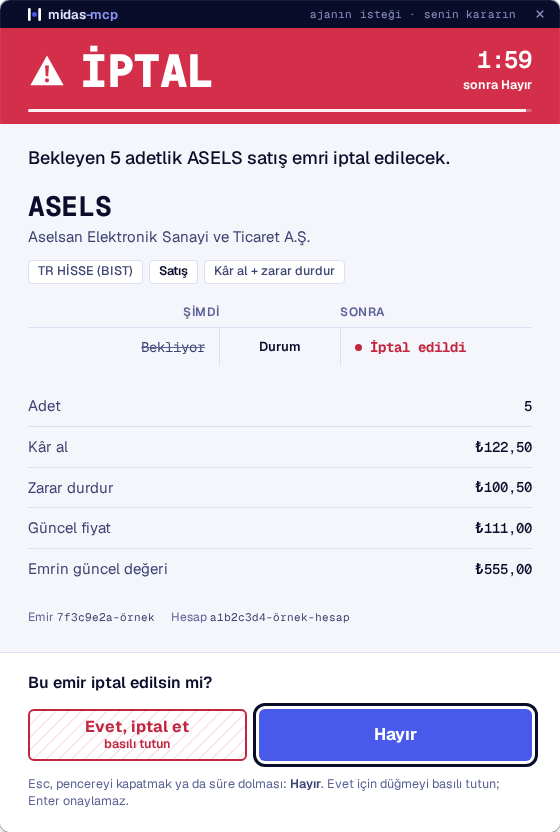 midas-mcp
ajanın isteği · senin kararın ×
İPTAL
1:59
sonra Hayır
Bekleyen 5 adetlik ASELS satış emri iptal edilecek.
ASELS
Aselsan Elektronik Sanayi ve Ticaret A.Ş.
TR HİSSE (BIST) Satış Kâr al + zarar durdur
ŞİMDİ SONRA
Bekliyor Durum İptal edildi
Adet 5
Kâr al ₺122,50
Zarar durdur ₺100,50
Güncel fiyat ₺111,00
Emrin güncel değeri ₺555,00
Emir 7f3c9e2a-örnek Hesap a1b2c3d4-örnek-hesap
Bu emir iptal edilsin mi?
Evet, iptal et
basılı tutun
Hayır
Esc, pencereyi kapatmak ya da süre dolması: Hayır. Evet için düğmeyi basılı tutun;
Enter onaylamaz.